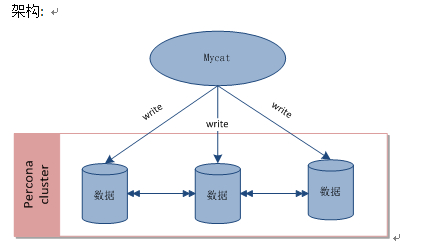 架构:
Mycat
write
write
write
Percona
cluster
数据
数据
数据